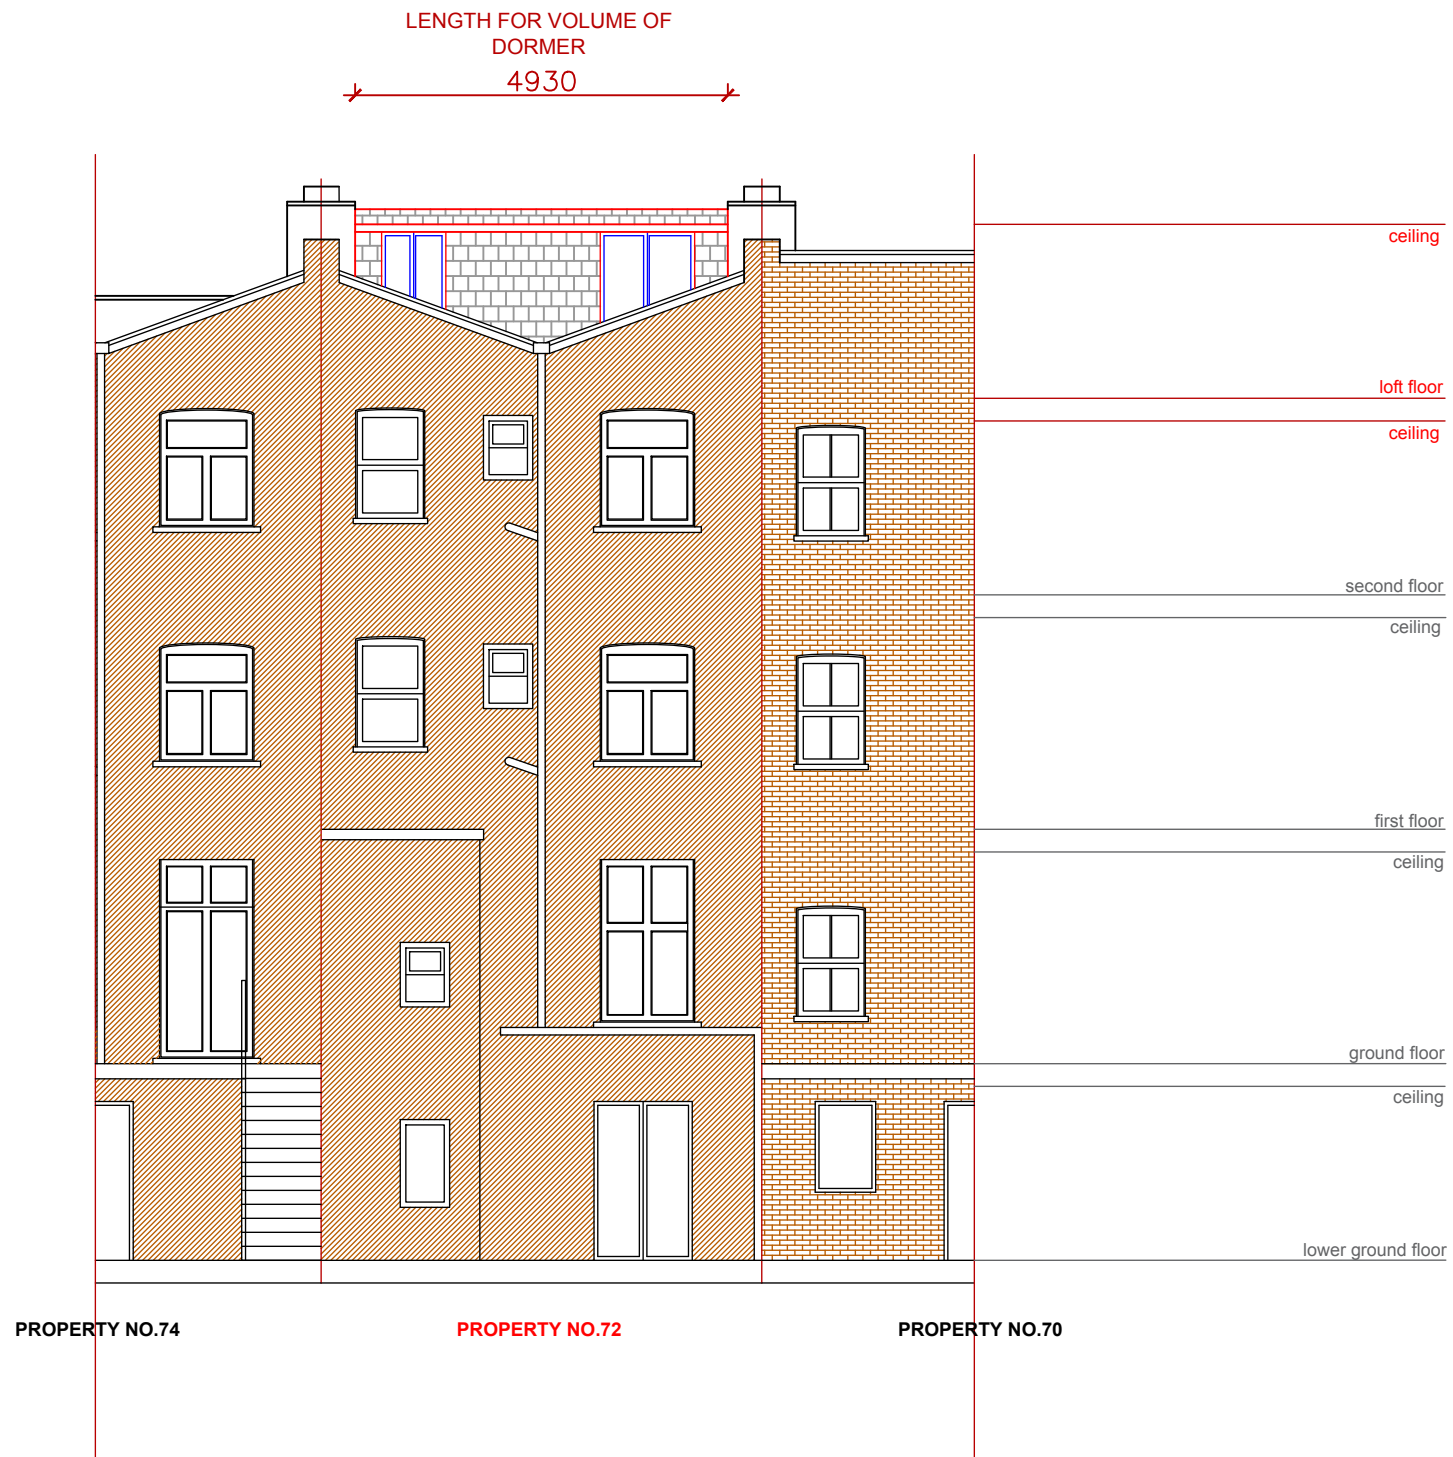 LENGTH FOR VOLUME OF
DORMER
4930
ceiling
loft floor
ceiling
second floor
ceiling
first floor
ceiling
ground floor
ceiling
lower ground floor
PROPERTY NO.74
PROPERTY NO.72
PROPERTY NO.70